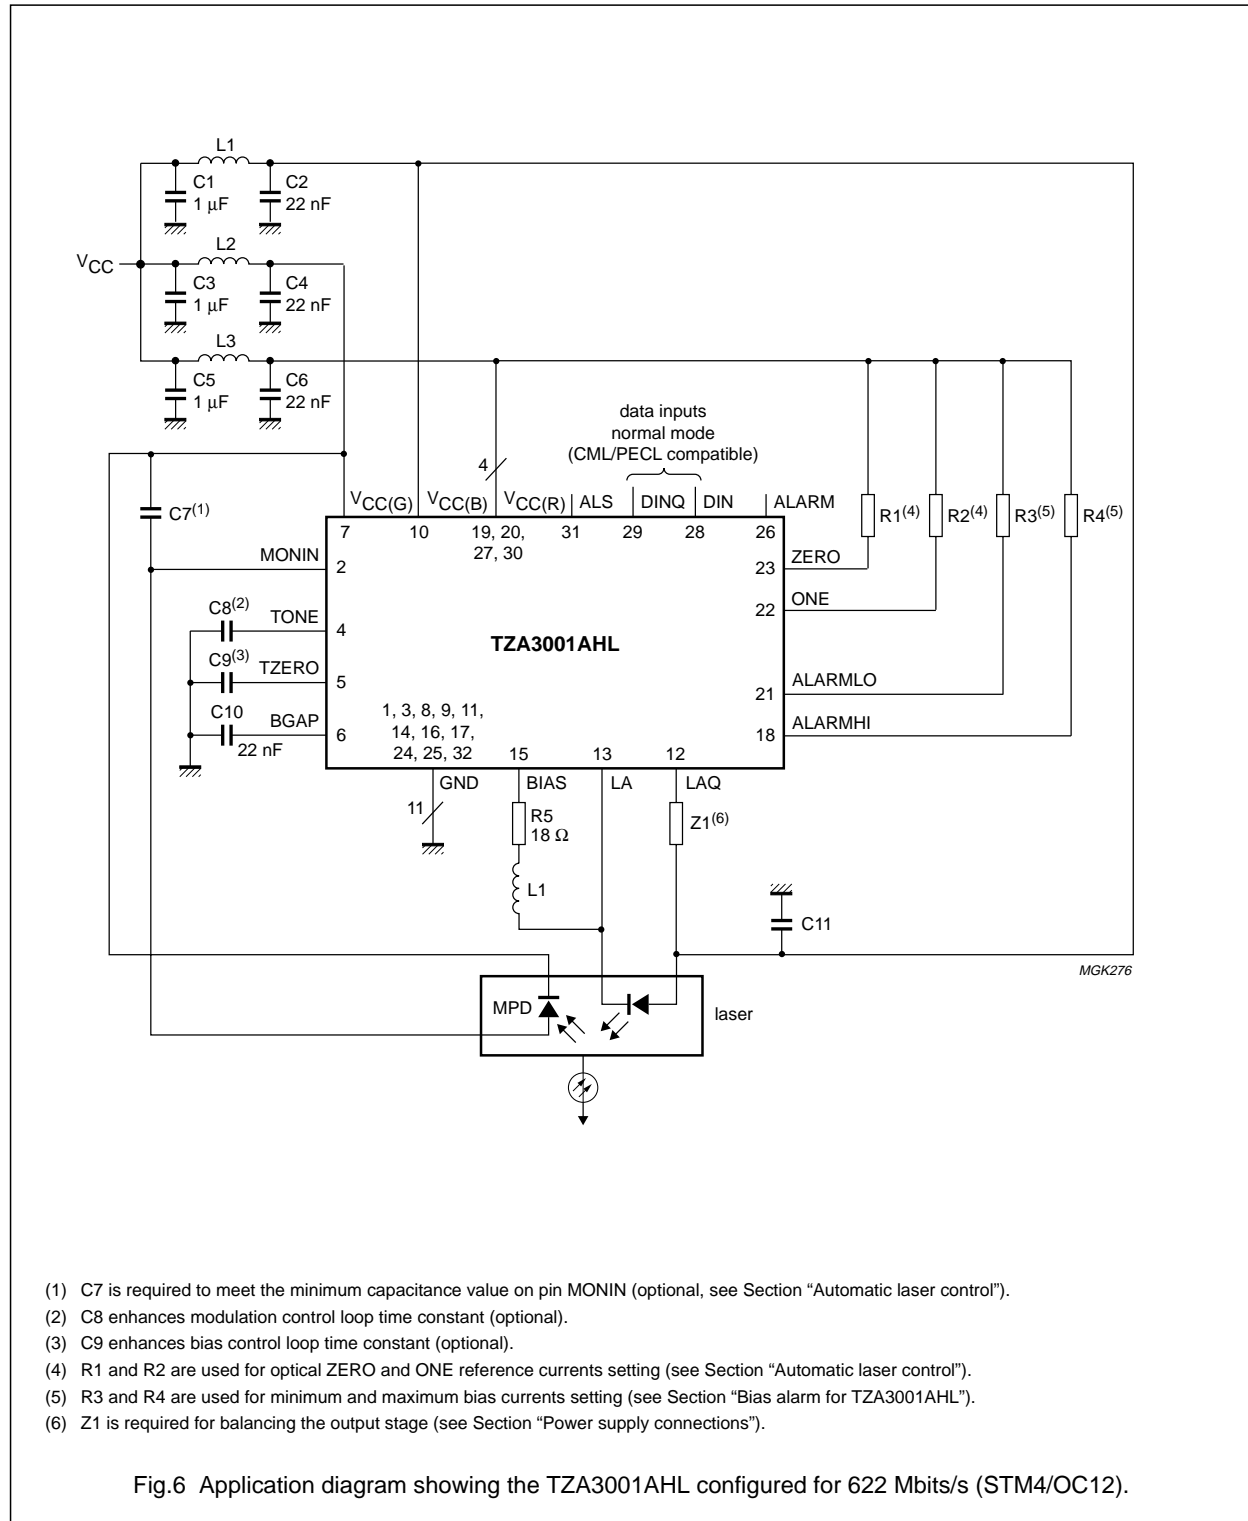 L1
C1
1 µF
C2
22 nF
L2
VCC
C3
1 µF
C4
22 nF
L3
C5
1 µF
C6
22 nF
data inputs
normal mode
(CML/PECL compatible)
4
C7(1)
R1(4)
R2(4)
R3(5)
R4(5)
VCC(G)
VCC(B)
VCC(R)
ALS
DINQ
DIN
ALARM
7
10
19, 20,
27, 30
31
29
28
26
MONIN
2
23
ZERO
C8(2)
TONE
4
22
ONE
TZA3001AHL
C9(3)
TZERO
5
21
ALARMLO
C10
22 nF
BGAP
6
1, 3, 8, 9, 11,
14, 16, 17,
24, 25, 32
18
ALARMHI
15
13
12
GND
BIAS
LA
LAQ
11
R5
18 Ω
Z1(6)
L1
C11
MGK276
MPD
laser
(1) C7 is required to meet the minimum capacitance value on pin MONIN (optional, see Section “Automatic laser control”).
(2) C8 enhances modulation control loop time constant (optional).
(3) C9 enhances bias control loop time constant (optional).
(4) R1 and R2 are used for optical ZERO and ONE reference currents setting (see Section “Automatic laser control”).
(5) R3 and R4 are used for minimum and maximum bias currents setting (see Section “Bias alarm for TZA3001AHL”).
(6) Z1 is required for balancing the output stage (see Section “Power supply connections”).
Fig.6 Application diagram showing the TZA3001AHL configured for 622 Mbits/s (STM4/OC12).